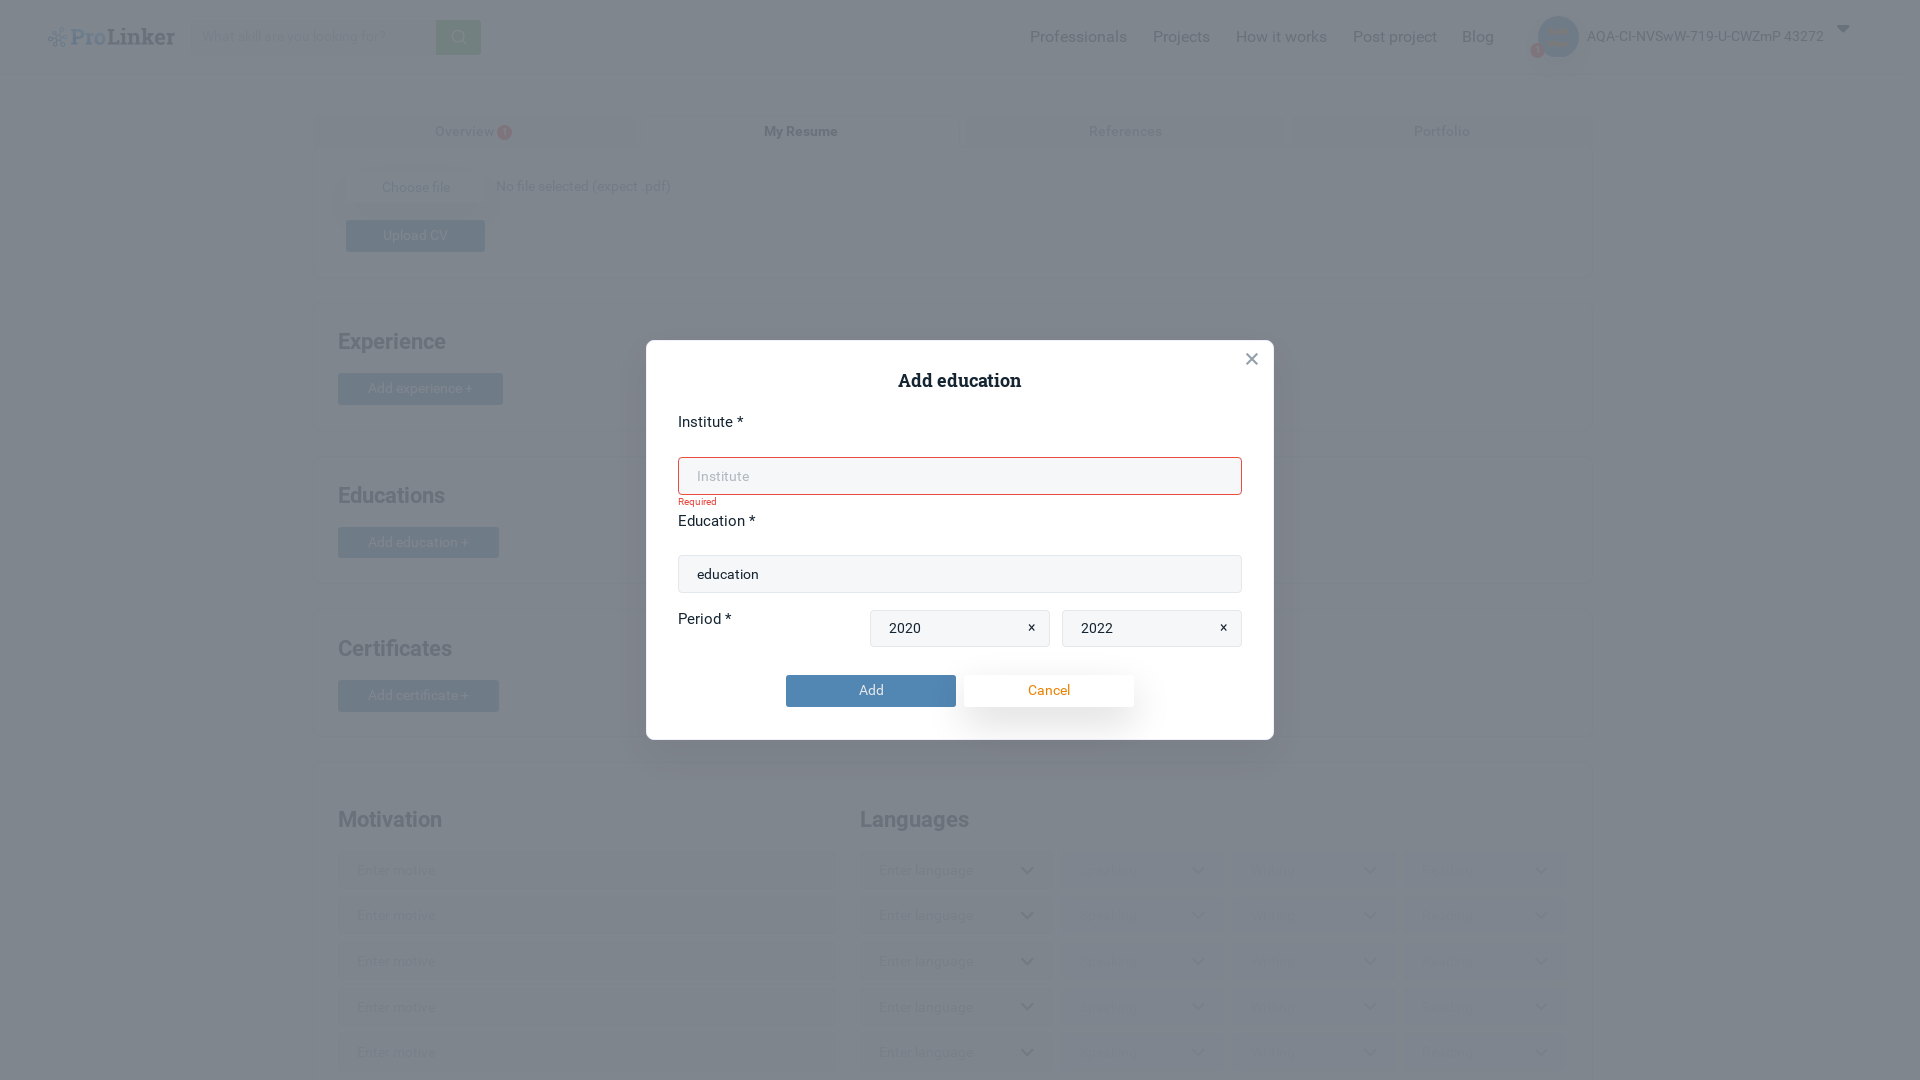 ProLinker
What skill are you looking for?
Professionals
Projects
How it works
Post project
Blog
1
AQA-CI-NVSwW-719-U-CWZmP 43272
Overview 1
My Resume
References
Portfolio
Choose file
No file selected (expect .pdf)
Upload CV
Experience
Add experience +
Educations
Add education +
Certificates
Add certificate +
Add education
Institute *
Institute
Required
Education *
education
Period *
2020 ×
2022 ×
Add
Cancel
Motivation
Languages
Enter motive
Enter language
Enter motive
Enter language
Enter motive
Enter language
Enter motive
Enter language
Enter motive
Enter language